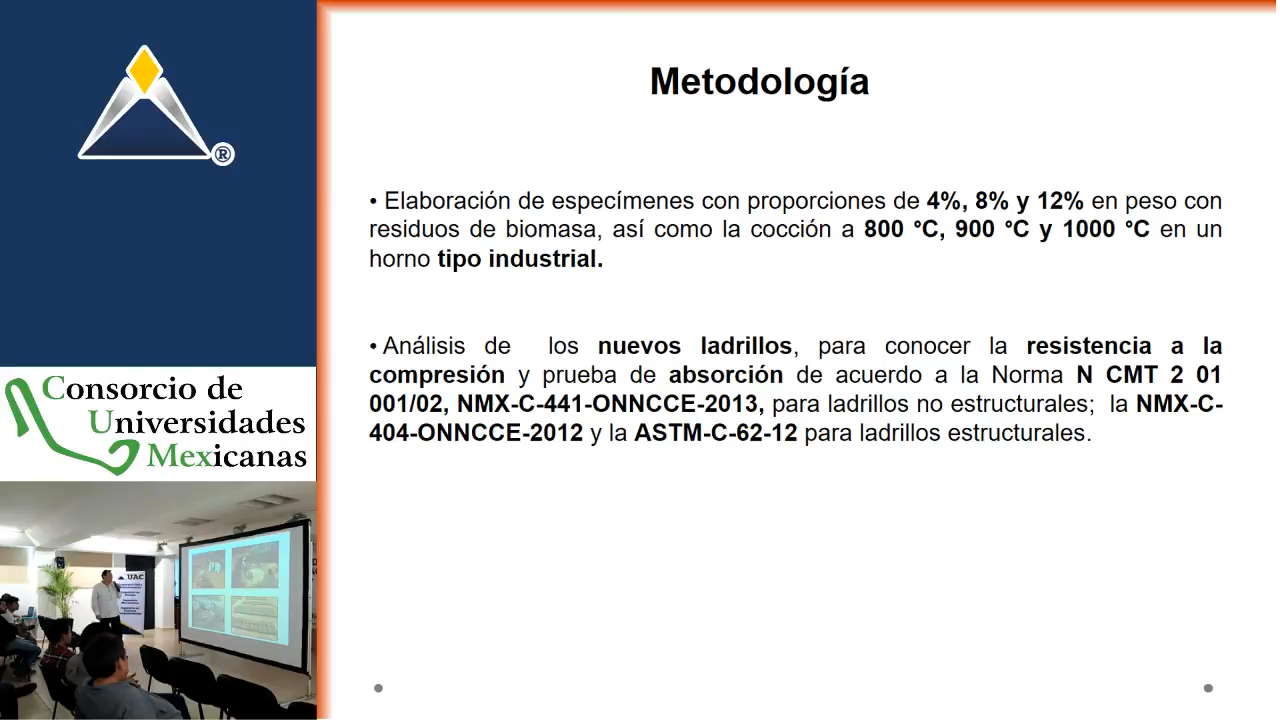 ®
Metodología
• Elaboración de especímenes con proporciones de 4%, 8% y 12% en peso con
residuos de biomasa, así como la cocción a 800 °C, 900 °C y 1000 °C en un
horno tipo industrial.
• Análisis de los nuevos ladrillos, para conocer la resistencia a la
compresión y prueba de absorción de acuerdo a la Norma N CMT 2 01
001/02, NMX-C-441-ONNCCE-2013, para ladrillos no estructurales; la NMX-C-
404-ONNCCE-2012 y la ASTM-C-62-12 para ladrillos estructurales.
Consorcio de
Universidades
Mexicanas
UAC